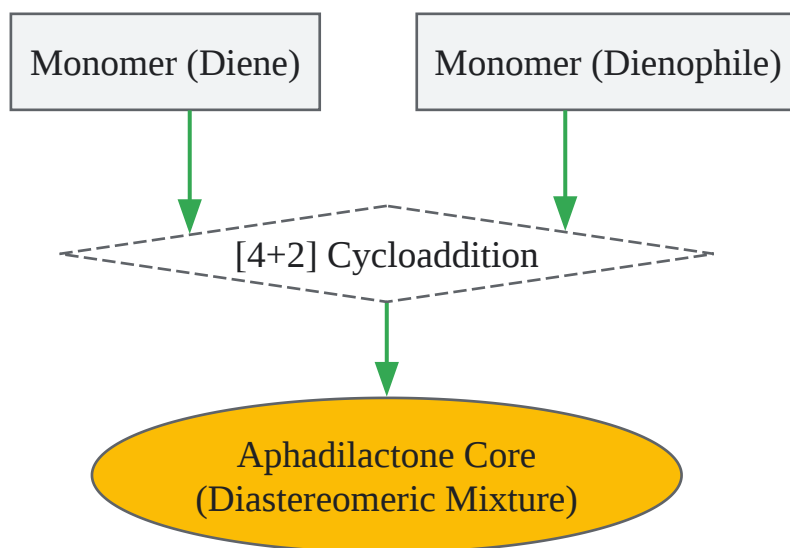 Monomer (Diene)
Monomer (Dienophile)
[4+2] Cycloaddition
Aphadilactone Core
(Diastereomeric Mixture)